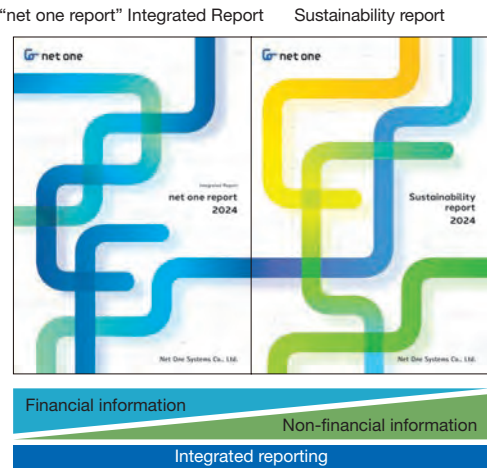 “net one report” Integrated Report
Sustainability report
net one
Integrated Report
net one report
2024
Net One Systems Co., Ltd.
net one
Sustainability
report
2024
Net One Systems Co., Ltd.
Financial information
Non-financial information
Integrated reporting